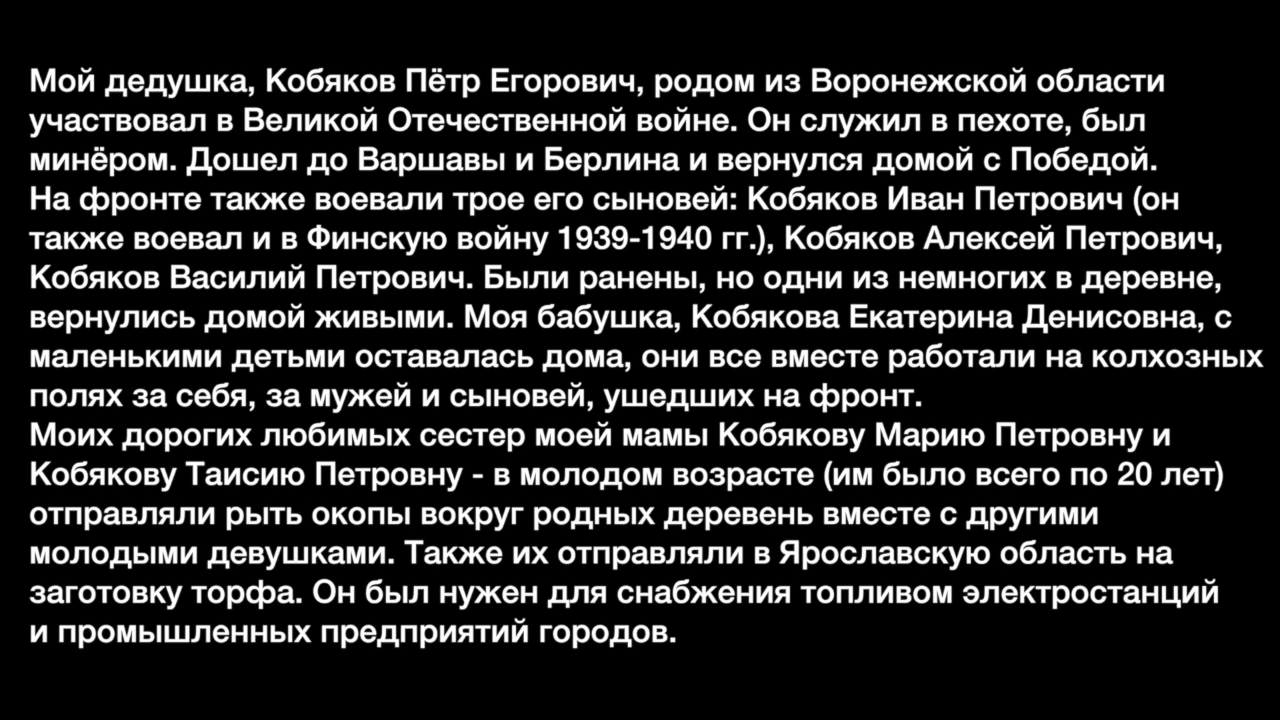 Мой дедушка, Кобяков Пётр Егорович, родом из Воронежской области
участвовал в Великой Отечественной войне. Он служил в пехоте, был
минёром. Дошел до Варшавы и Берлина и вернулся домой с Победой.
На фронте также воевали трое его сыновей: Кобяков Иван Петрович (он
также воевал и в Финскую войну 1939-1940 гг.), Кобяков Алексей Петрович,
Кобяков Василий Петрович. Были ранены, но одни из немногих в деревне,
вернулись домой живыми. Моя бабушка, Кобякова Екатерина Денисовна, с
маленькими детьми оставалась дома, они все вместе работали на колхозных
полях за себя, за мужей и сыновей, ушедших на фронт.
Моих дорогих любимых сестер моей мамы Кобякову Марию Петровну и
Кобякову Таисию Петровну - в молодом возрасте (им было всего по 20 лет)
отправляли рыть окопы вокруг родных деревень вместе с другими
молодыми девушками. Также их отправляли в Ярославскую область на
заготовку торфа. Он был нужен для снабжения топливом электростанций
и промышленных предприятий городов.